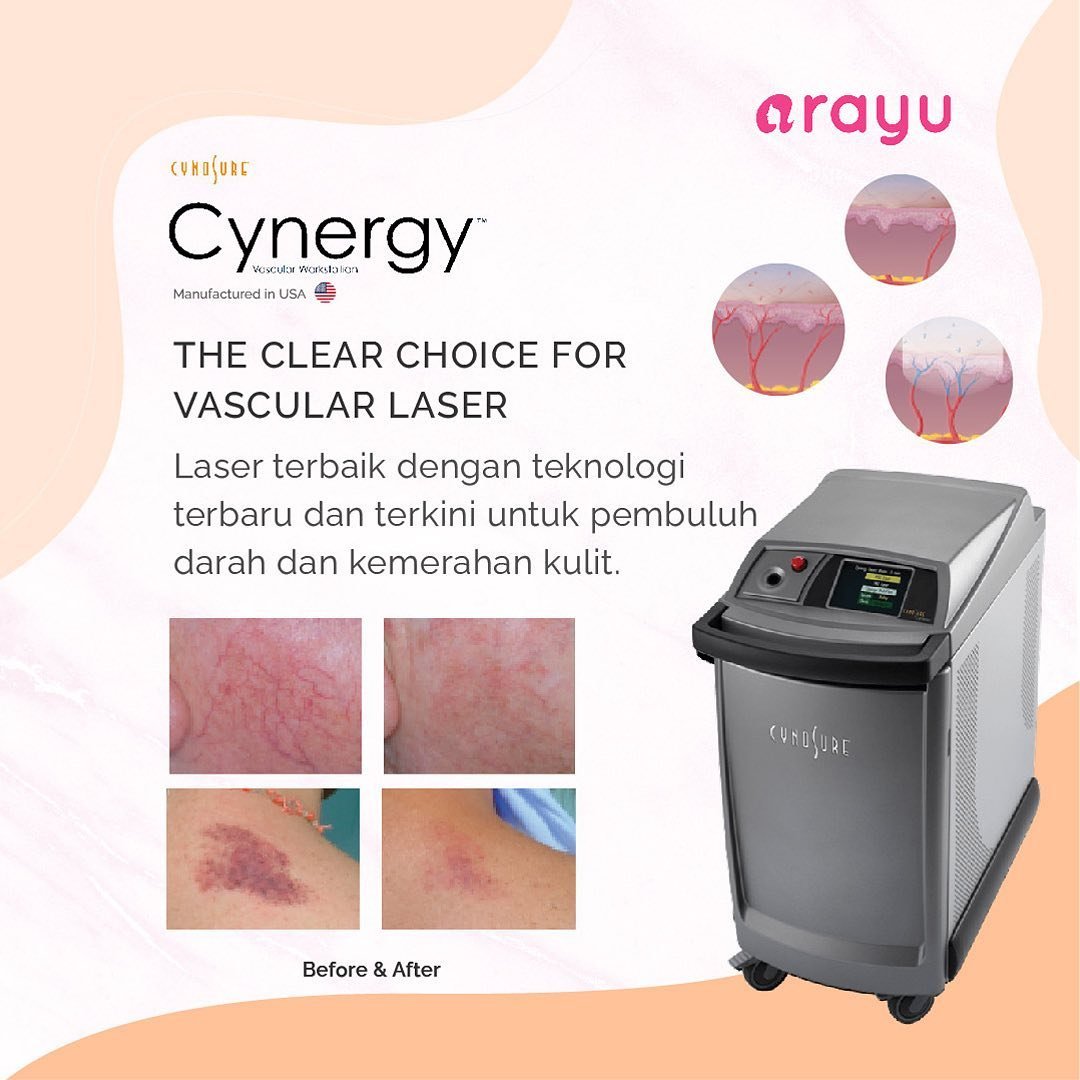 arayu
CYNOSURE
Cynergy™
Vascular Workstation
Manufactured in USA
THE CLEAR CHOICE FOR
VASCULAR LASER
Laser terbaik dengan teknologi
terbaru dan terkini untuk pembuluh
darah dan kemerahan kulit.
CYNOSURE
Before & After